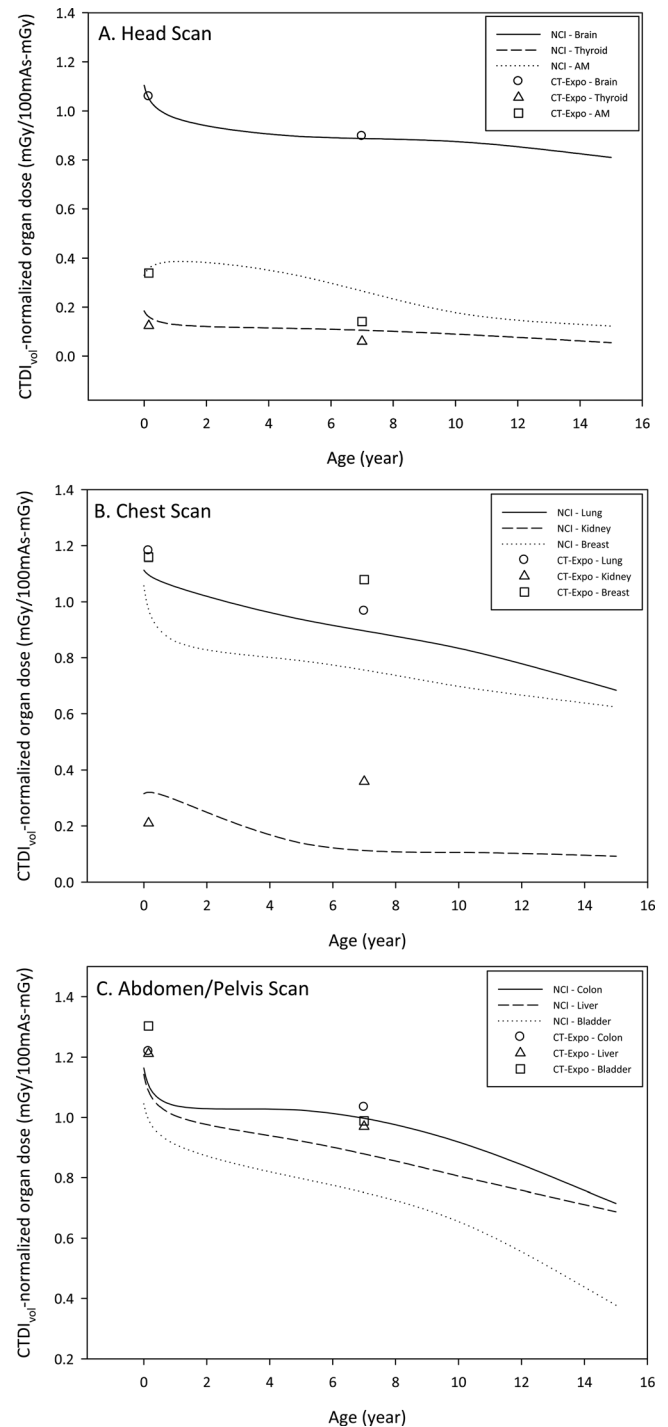 A. Head Scan
NCI - Brain
NCI - Thyroid
NCI - AM
CT-Expo - Brain
CT-Expo - Thyroid
CT-Expo - AM
CTDIvol-normalized organ dose (mGy/100mAs-mGy)
1.4
1.2
1.0
0.8
0.6
0.4
0.2
0.0
0 2 4 6 8 10 12 14 16
Age (year)
B. Chest Scan
NCI - Lung
NCI - Kidney
NCI - Breast
CT-Expo - Lung
CT-Expo - Kidney
CT-Expo - Breast
CTDIvol-normalized organ dose (mGy/100mAs-mGy)
1.4
1.2
1.0
0.8
0.6
0.4
0.2
0.0
0 2 4 6 8 10 12 14 16
Age (year)
C. Abdomen/Pelvis Scan
NCI - Colon
NCI - Liver
NCI - Bladder
CT-Expo - Colon
CT-Expo - Liver
CT-Expo - Bladder
CTDIvol-normalized organ dose (mGy/100mAs-mGy)
1.4
1.2
1.0
0.8
0.6
0.4
0.2
0 2 4 6 8 10 12 14 16
Age (year)